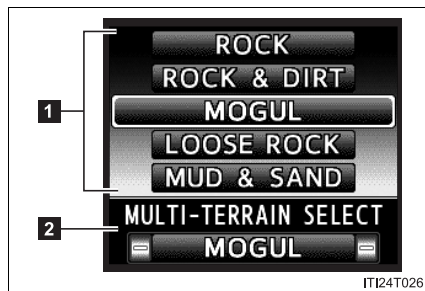 ROCK
ROCK & DIRT
1
MOGUL
LOOSE ROCK
MUD & SAND
MULTI-TERRAIN SELECT
2
MOGUL
ITI24T026